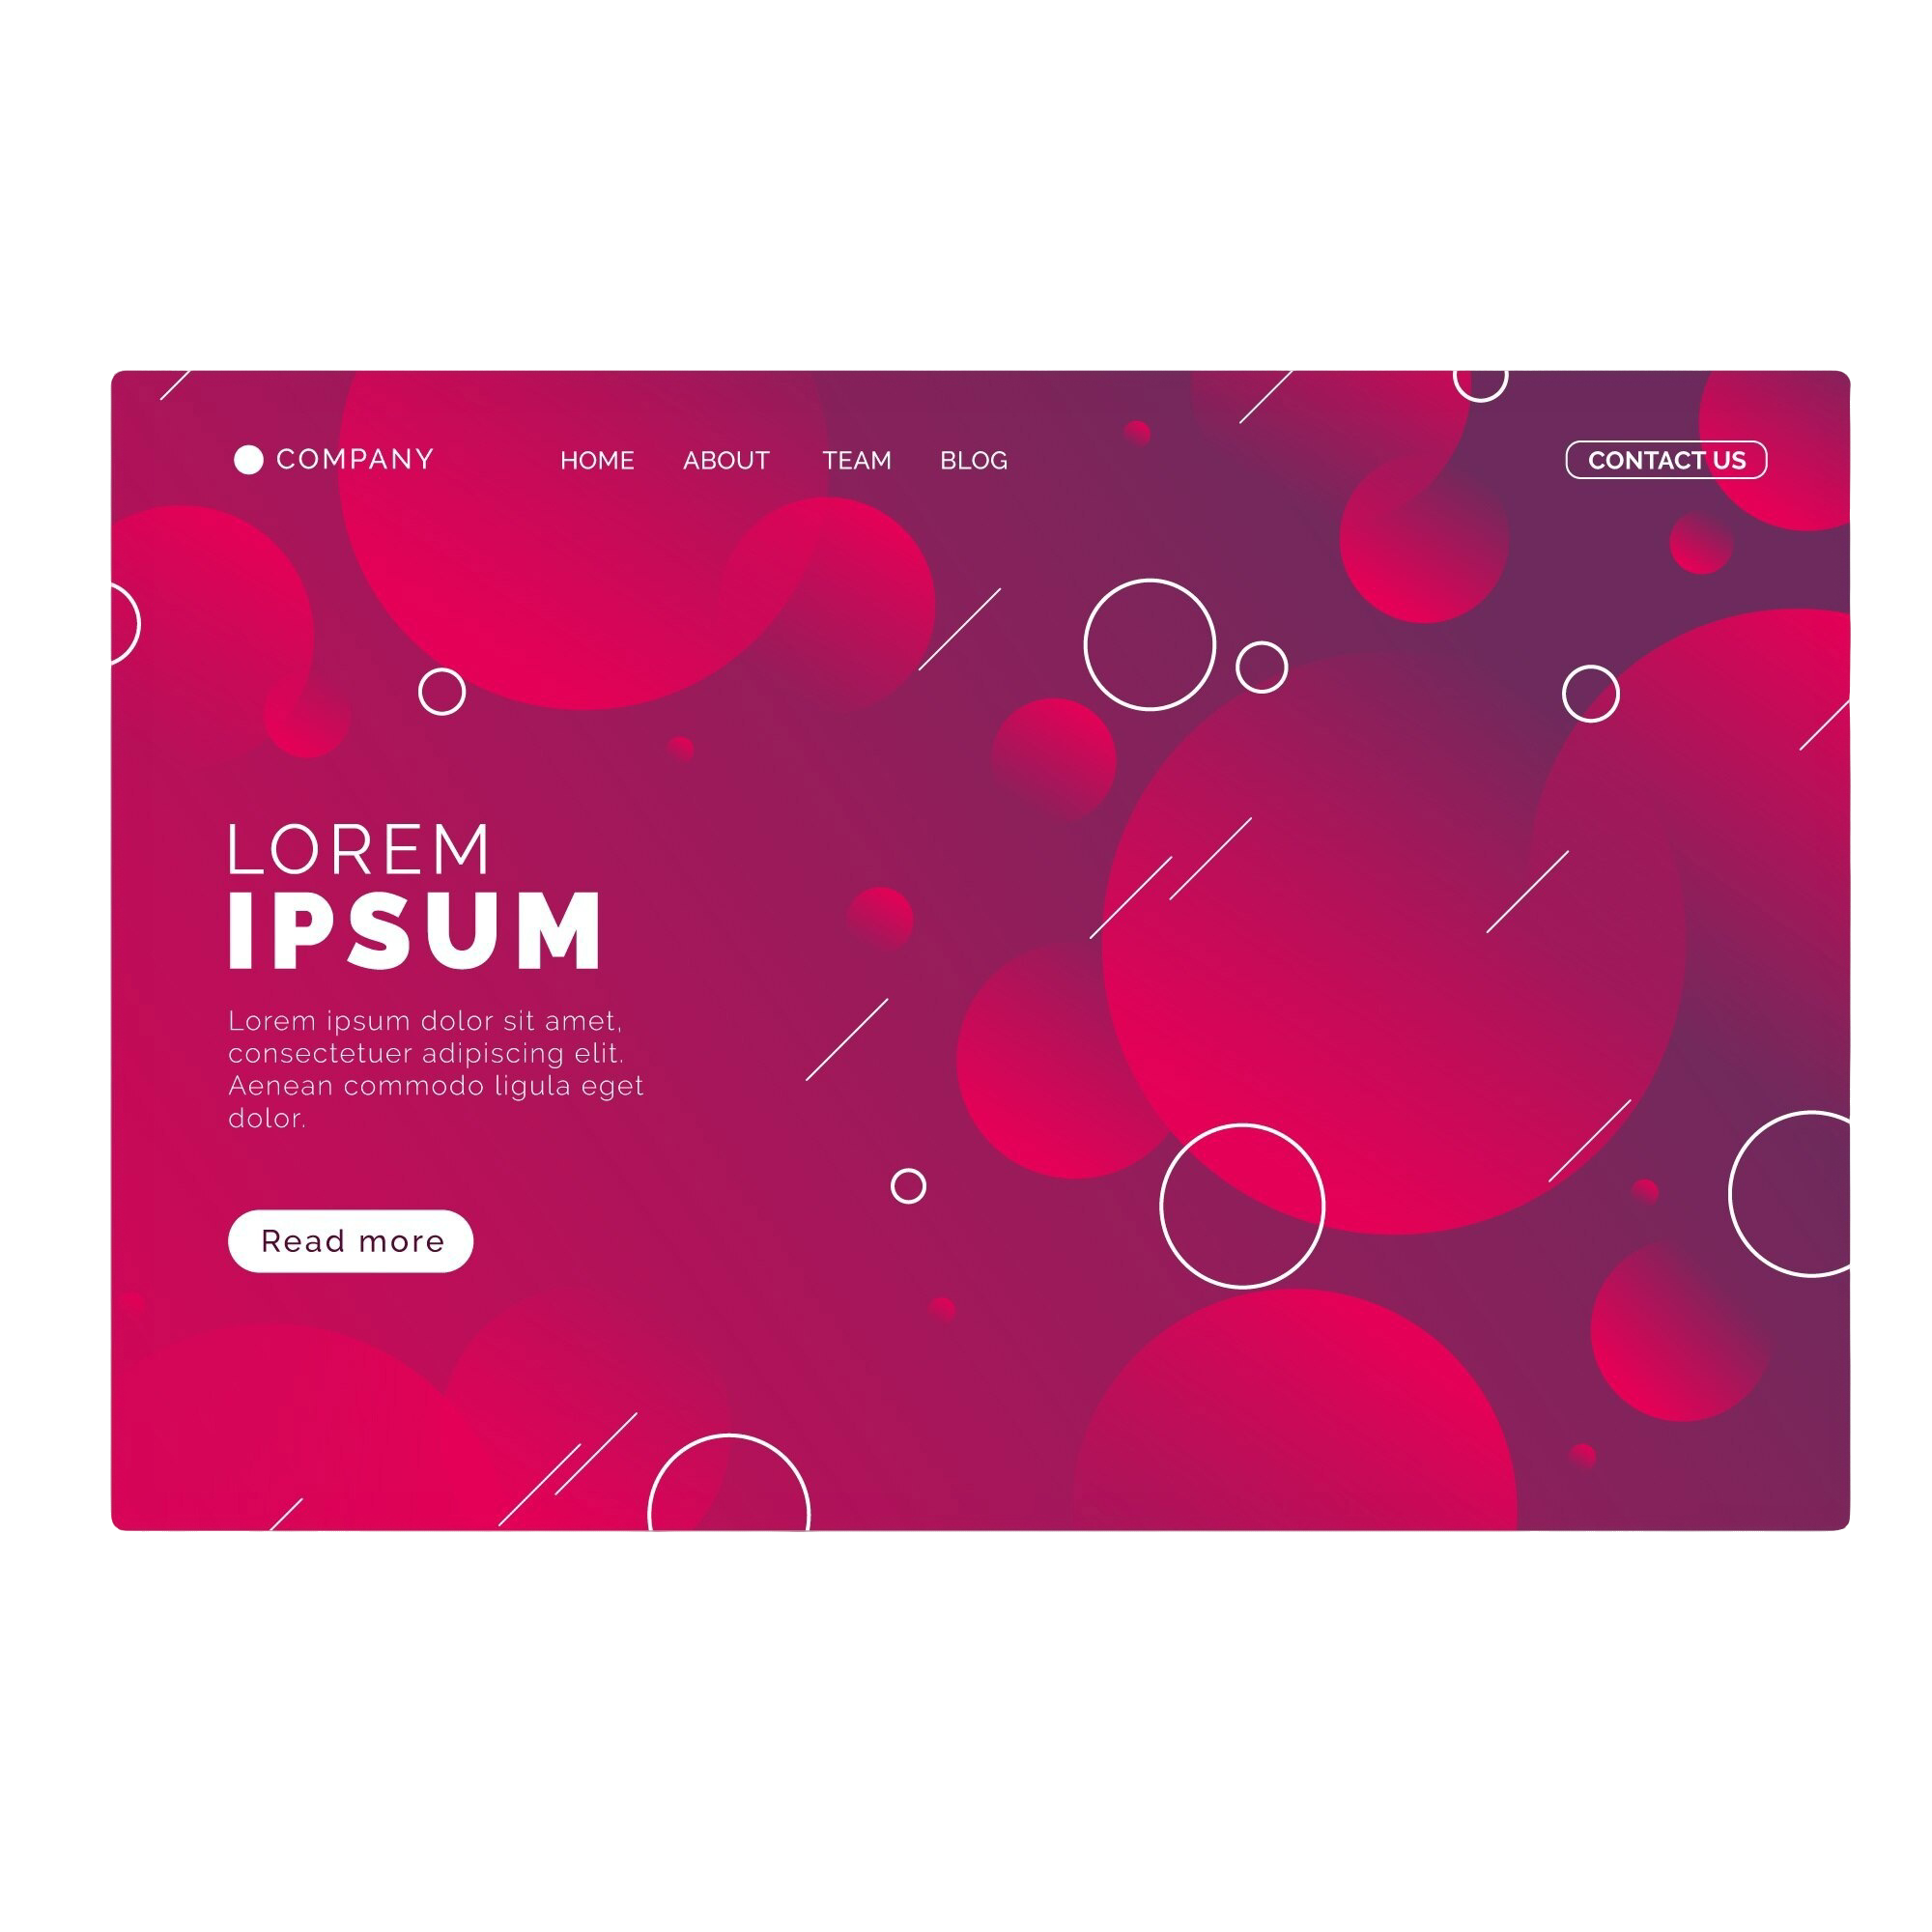 COMPANY HOME ABOUT TEAM BLOG CONTACT US
LOREM
IPSUM
Lorem ipsum dolor sit amet,
consectetuer adipiscing elit.
Aenean commodo ligula eget
dolor.
Read more